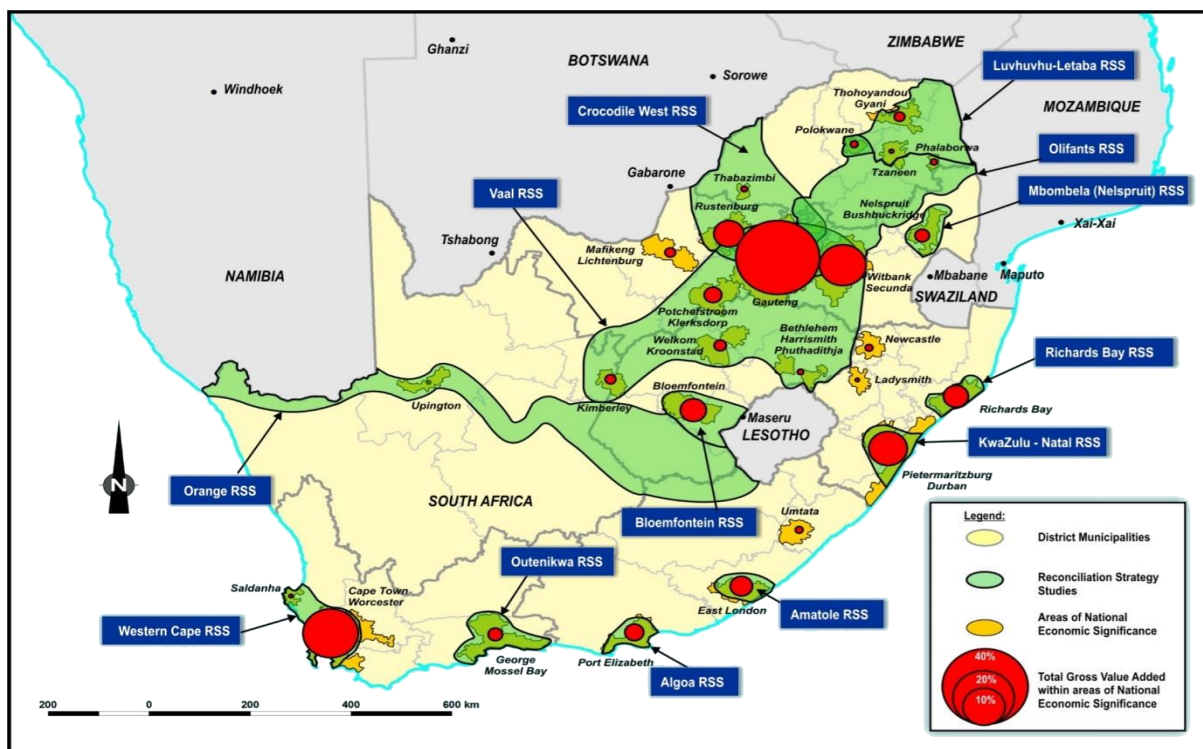 ZIMBABWE
Ghanzi
BOTSWANA
Sorowe
Luvhuvhu-Letaba RSS
Windhoek
Thohoyandou
Gyani
MOZAMBIQUE
Crocodile West RSS
Polokwane
Phalaborwa
Olifants RSS
Tzaneen
Gabarone
Thabazimbi
Mbombela (Nelspruit) RSS
Vaal RSS
Rustenburg
Nelspruit
Bushbuckridge
Xai-Xai
Tshabong
Mafikeng
Lichtenburg
NAMIBIA
Witbank
Secunda
Mbabane
Maputo
Gauteng
SWAZILAND
Potchefstroom
Klerksdorp
Bethlehem
Harrismith
Phuthadithja
Newcastle
Welkom
Kroonstad
Richards Bay RSS
Ladysmith
Upington
Kimberley
Bloemfontein
Maseru
Richards Bay
LESOTHO
KwaZulu - Natal RSS
N
Orange RSS
Pietermaritzburg
Durban
SOUTH AFRICA
Bloemfontein RSS
Umtata
Legend:
District Municipalities
Outenikwa RSS
Saldanha
Cape Town
Worcester
Reconciliation Strategy
Studies
East London
Amatole RSS
Western Cape RSS
Areas of National
Economic Significance
George
Mossel Bay
Port Elizabeth
Algoa RSS
40%
20%
10%
Total Gross Value Added
within areas of National
Economic Significance
200 0 200 400 600 km